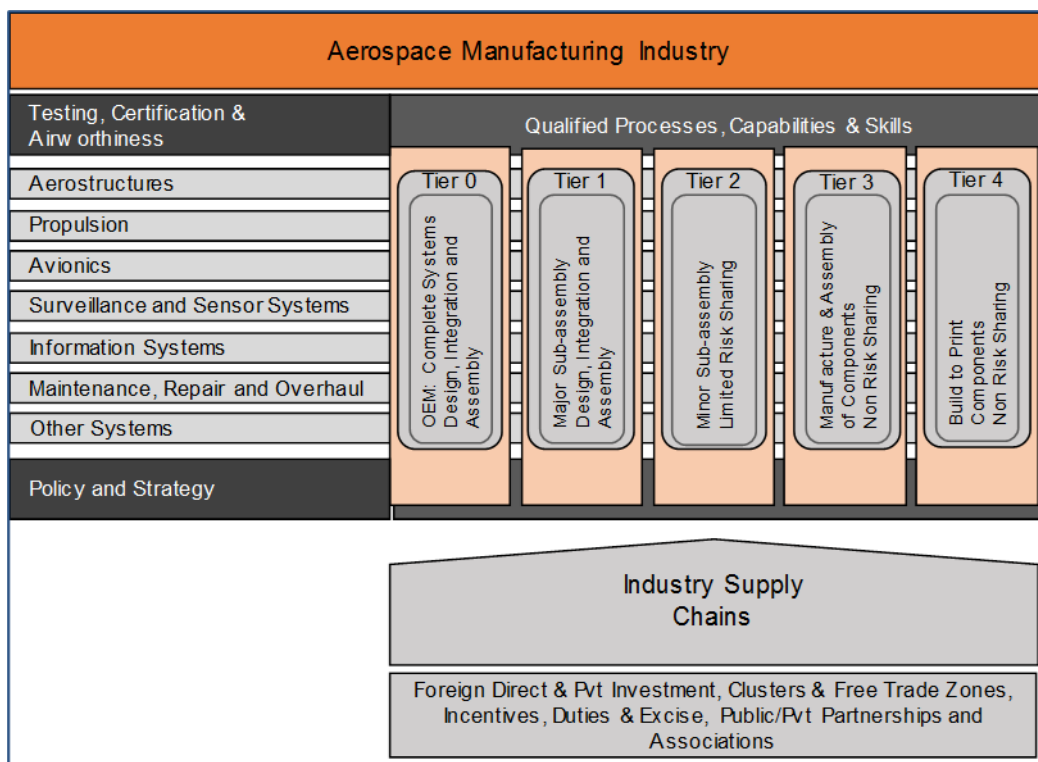 Aerospace Manufacturing Industry
Testing, Certification &
Airw orthiness
Qualified Processes, Capabilities & Skills
Aerostructures
Propulsion
Avionics
Surveillance and Sensor Systems
Information Systems
Maintenance, Repair and Overhaul
Other Systems
Policy and Strategy
Tier 0
OEM: Complete Systems
Design, Integration and
Assembly
Tier 1
Major Sub-assembly
Design, Integration and
Assembly
Tier 2
Minor Sub-assembly
Limited Risk Sharing
Tier 3
Manufacture & Assembly
of Components
Non Risk Sharing
Tier 4
Build to Print
Components
Non Risk Sharing
Industry Supply
Chains
Foreign Direct & Pvt Investment, Clusters & Free Trade Zones,
Incentives, Duties & Excise, Public/Pvt Partnerships and
Associations